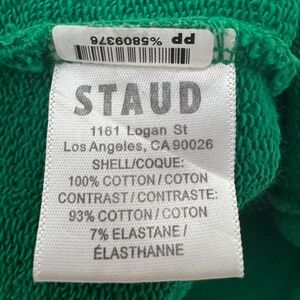 PP %5809376
STAUD
1161 Logan St
Los Angeles, CA 90026
SHELL/COQUE:
100% COTTON / COTON
CONTRAST / CONTRASTE:
93% COTTON / COTON
7% ELASTANE /
ÉLASTHANNE